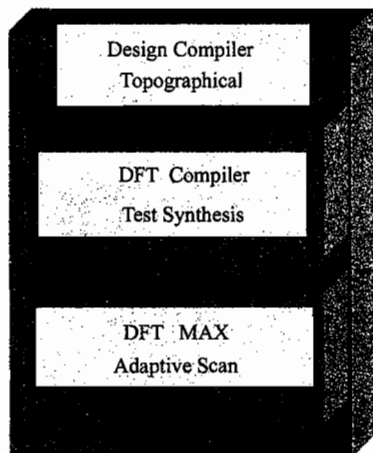 Design Compiler
Topographical
DFT Compiler
Test Synthesis
DFT MAX
Adaptive Scan